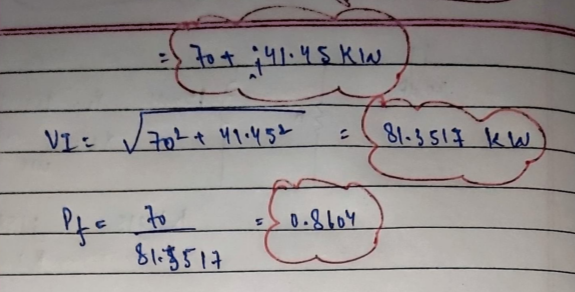 = 70 + j41.45 KW
VI = √70² + 41.45² = 81.3517 KW
Pf = 70 / 81.3517 = 0.8604